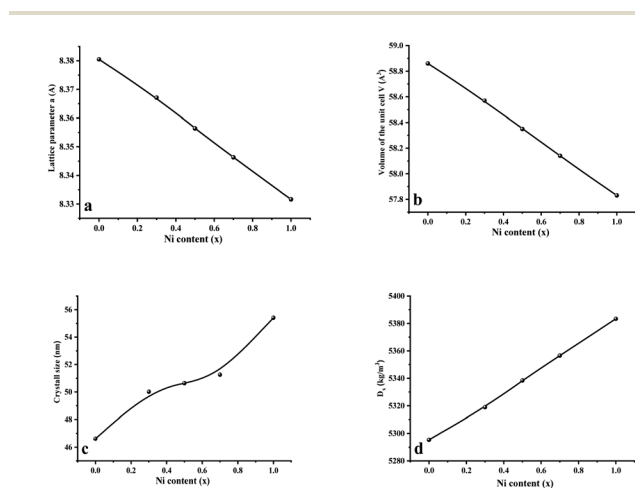 8.38
8.37
8.36
8.35
8.34
8.33
Lattice parameter a (A)
0.0 0.2 0.4 0.6 0.8 1.0
Ni content (x)
a
59.0
58.8
58.6
58.4
58.2
58.0
57.8
Volume of the unit cell V (A³)
0.0 0.2 0.4 0.6 0.8 1.0
Ni content (x)
b
56
54
52
50
48
46
Crystall size (nm)
0.0 0.2 0.4 0.6 0.8 1.0
Ni content (x)
c
5400
5380
5360
5340
5320
5300
5280
Dₓ (kg/m³)
0.0 0.2 0.4 0.6 0.8 1.0
Ni content (x)
d